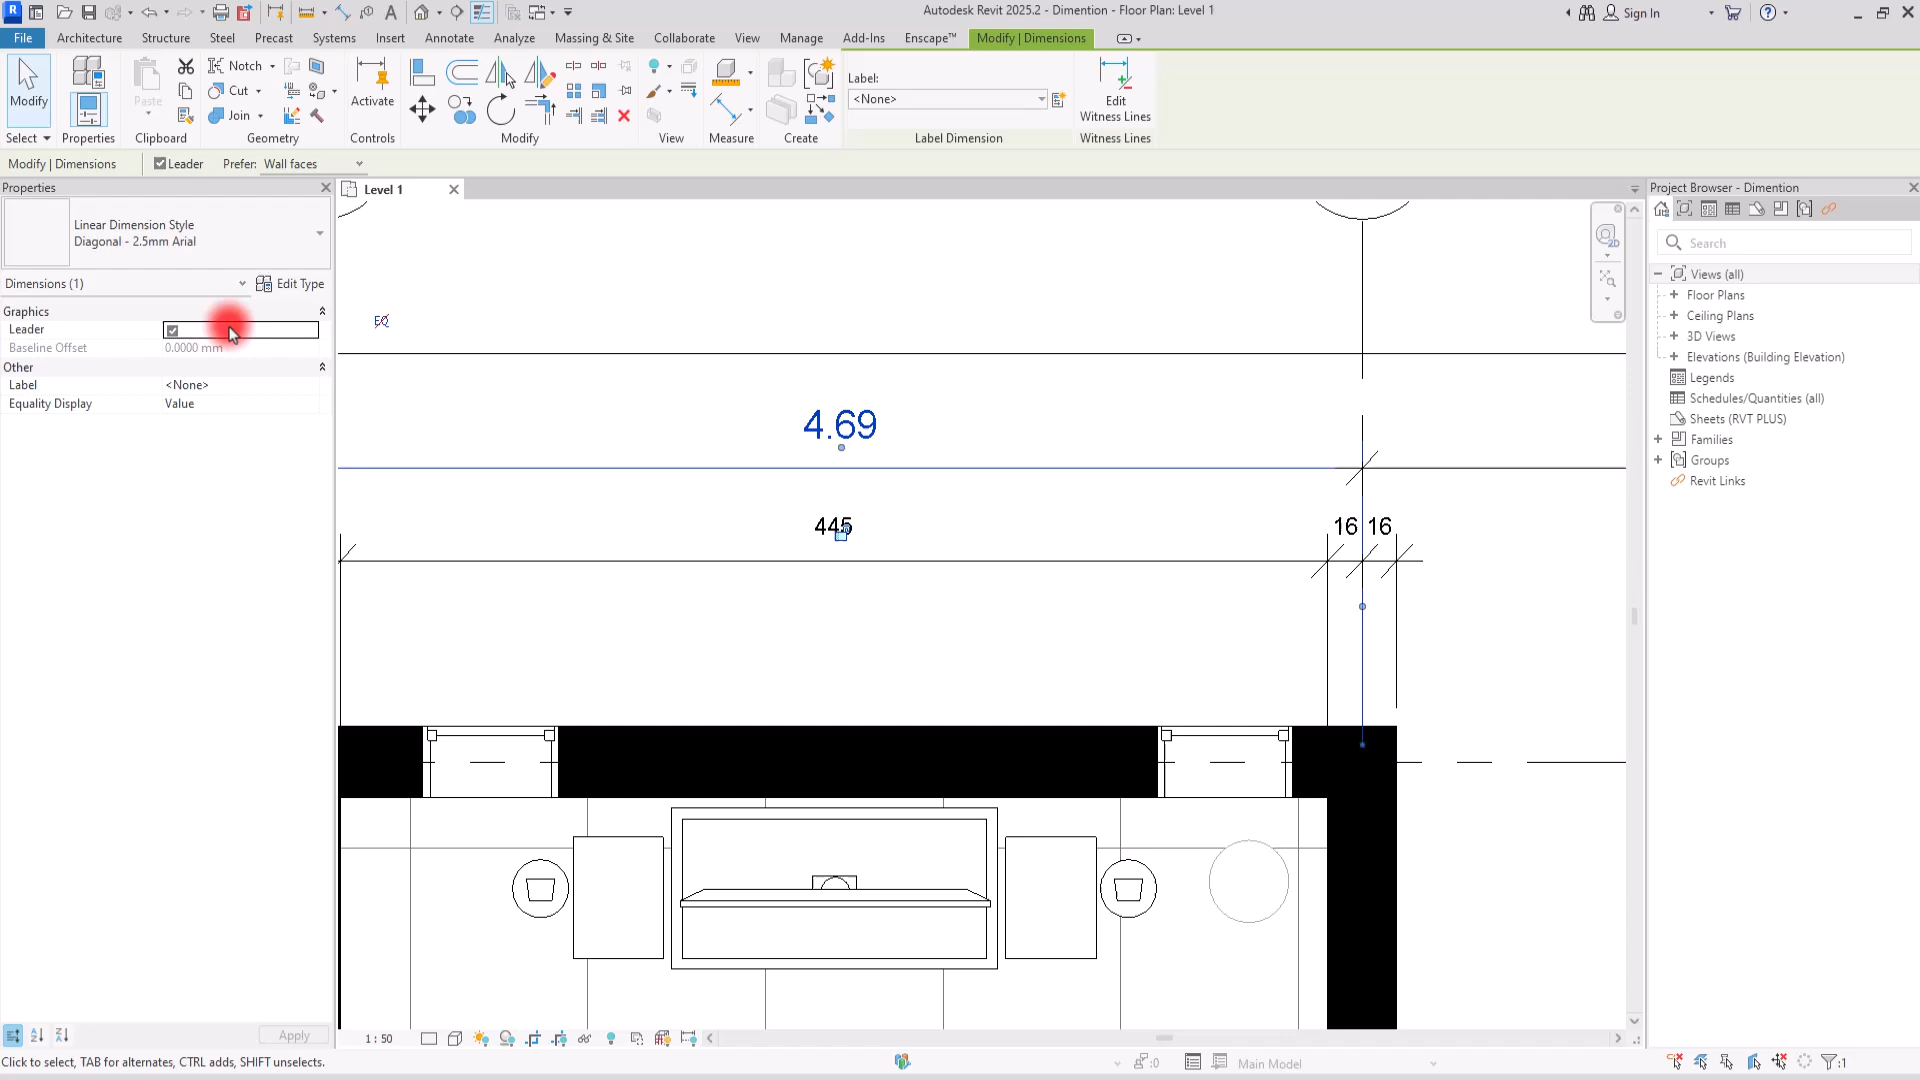 Autodesk Revit 2025.2 - Dimention - Floor Plan: Level 1
Sign In
File Architecture Structure Steel Precast Systems Insert Annotate Analyze Massing & Site Collaborate View Manage Add-Ins Enscape™ Modify | Dimensions
Modify
Paste
Notch
Cut
Join
Activate
Label:
<None>
Edit
Witness Lines
Select Properties Clipboard Geometry Controls Modify View Measure Create Label Dimension Witness Lines
Modify | Dimensions Leader Prefer: Wall faces
Properties
Level 1
Project Browser - Dimention
Linear Dimension Style
Diagonal - 2.5mm Arial
Dimensions (1) Edit Type
Graphics
Leader
Baseline Offset 0.0000 mm
Other
Label <None>
Equality Display Value
Apply
EQ
4.69
445
16 16
2D
Search
Views (all)
Floor Plans
Ceiling Plans
3D Views
Elevations (Building Elevation)
Legends
Schedules/Quantities (all)
Sheets (RVT PLUS)
Families
Groups
Revit Links
1 : 50
Click to select, TAB for alternates, CTRL adds, SHIFT unselects.
:0
Main Model
:1